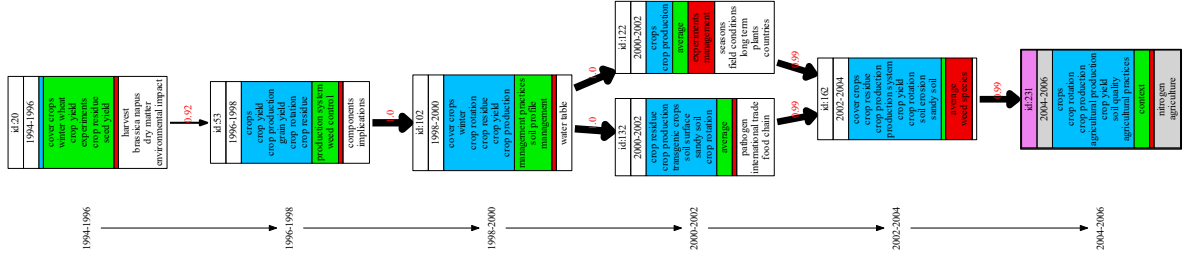 id:20
1994-1996
cover crops
winter wheat
crop yield
experiments
crop residue
seed yield
harvest
brassica napus
dry matter
environmental impact
0.92
id:53
1996-1998
crops
crop yield
crop production
grain yield
crop rotation
crop residue
production system
weed control
components
implications
1.0
id:102
1998-2000
cover crops
winter
crop rotation
crop residue
crop yield
crop production
management practices
soil profile
management
water table
1.0
1.0
id:122
2000-2002
crops
crop production
average
experiments
management
seasons
field conditions
long term
plants
countries
id:132
2000-2002
crop residue
crop production
transgenic crops
soil surface
sandy soil
crop rotation
average
pathogen
international trade
food chain
0.99
0.99
id:162
2002-2004
cover crops
crop residue
crop production
production system
crop yield
crop rotation
soil erosion
sandy soil
average
weed species
0.99
id:231
2004-2006
crops
crop rotation
crop production
agricultural production
crop yield
soil quality
agricultural practices
context
nitrogen
agriculture
1994-1996
1996-1998
1998-2000
2000-2002
2002-2004
2004-2006